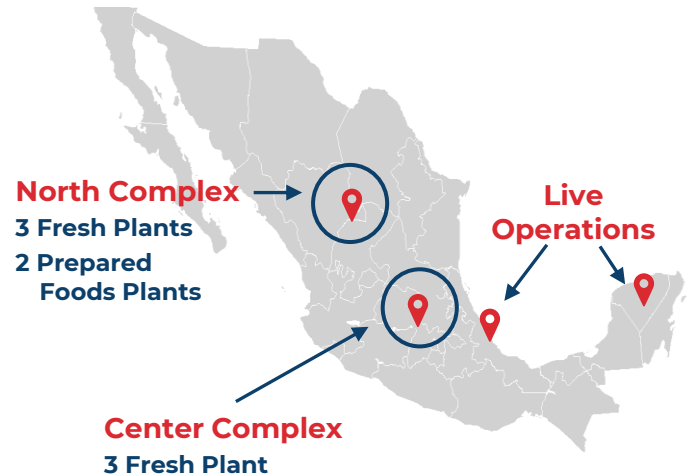 North Complex
3 Fresh Plants
2 Prepared
Foods Plants
Live
Operations
Center Complex
3 Fresh Plant